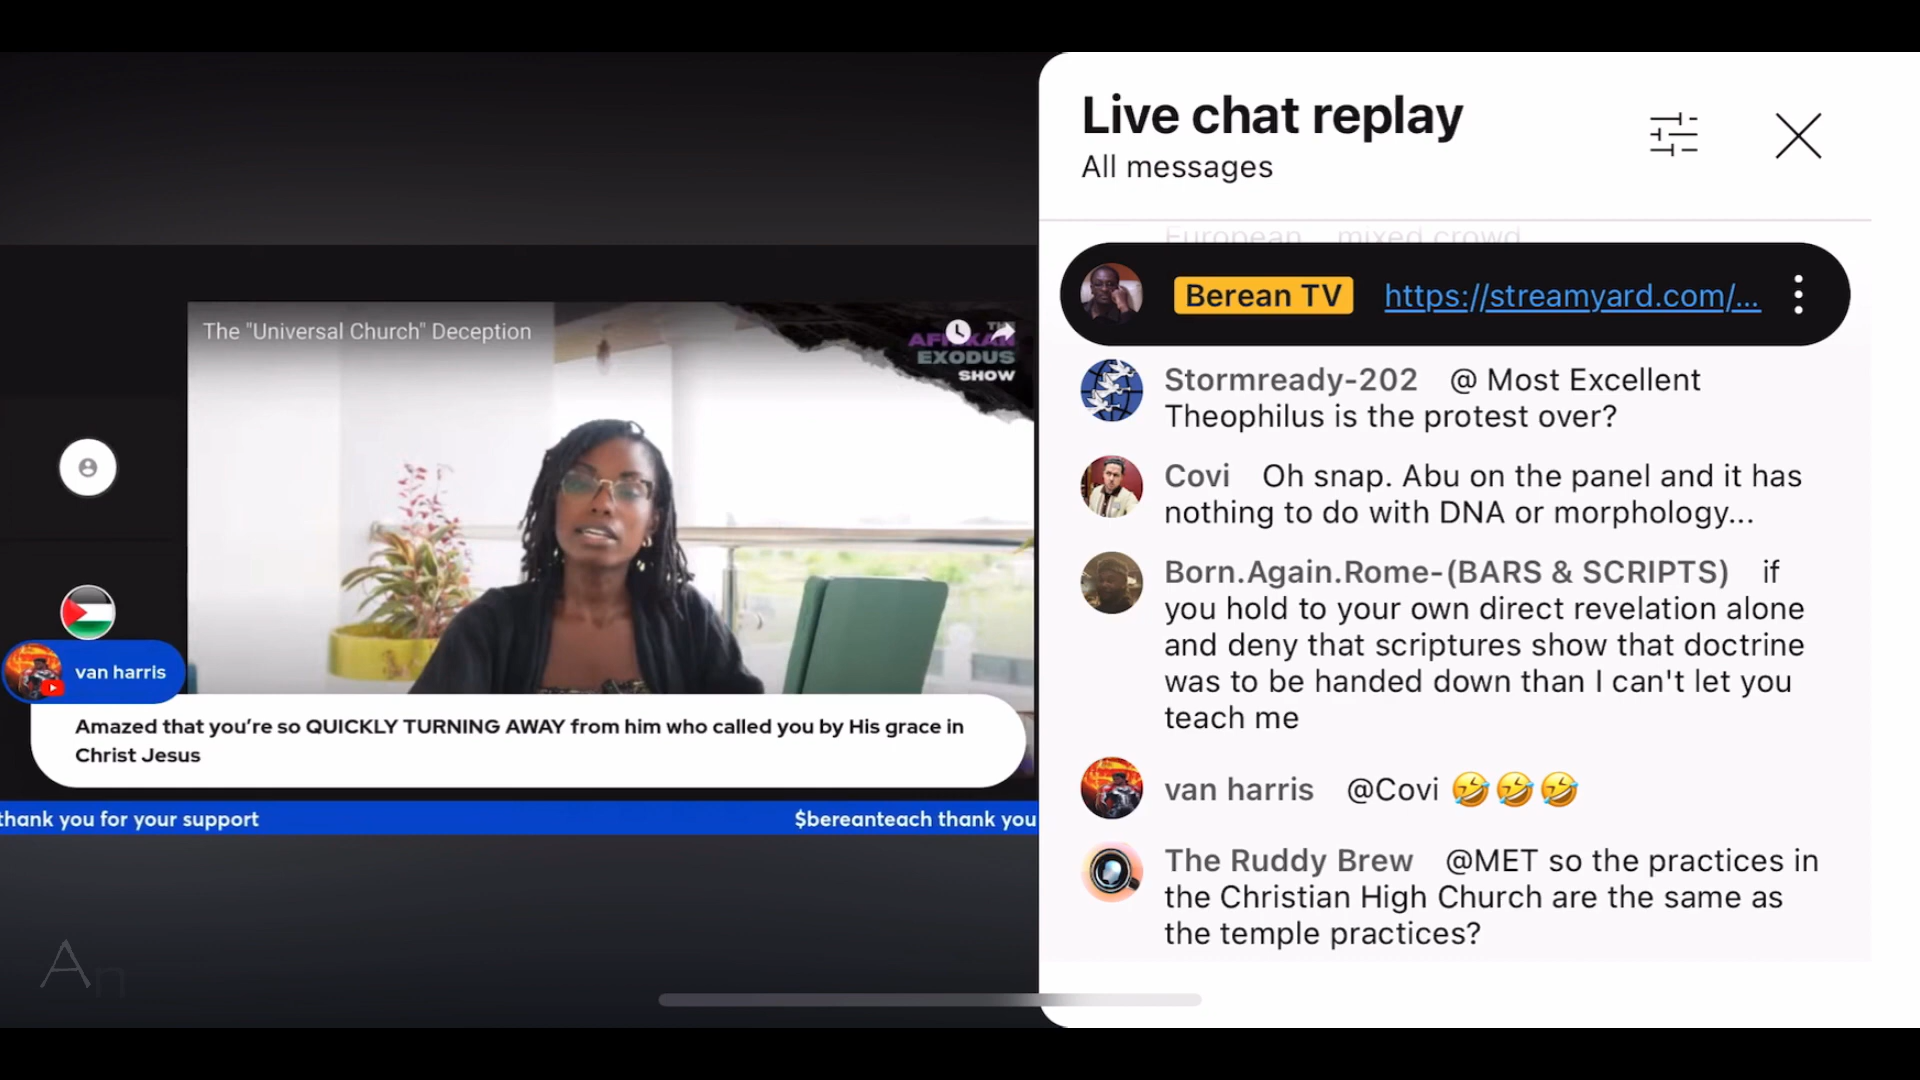 The "Universal Church" Deception
THE
AFRIKAN
EXODUS
SHOW
van harris
Amazed that you're so QUICKLY TURNING AWAY from him who called you by His grace in
Christ Jesus
thank you for your support
$bereanteach thank you
An
Live chat replay
All messages
European mixed crowd
Berean TV https://streamyard.com/...
Stormready-202 @ Most Excellent
Theophilus is the protest over?
Covi Oh snap. Abu on the panel and it has
nothing to do with DNA or morphology...
Born.Again.Rome-(BARS & SCRIPTS) if
you hold to your own direct revelation alone
and deny that scriptures show that doctrine
was to be handed down than I can't let you
teach me
van harris @Covi 🤣🤣🤣
The Ruddy Brew @MET so the practices in
the Christian High Church are the same as
the temple practices?